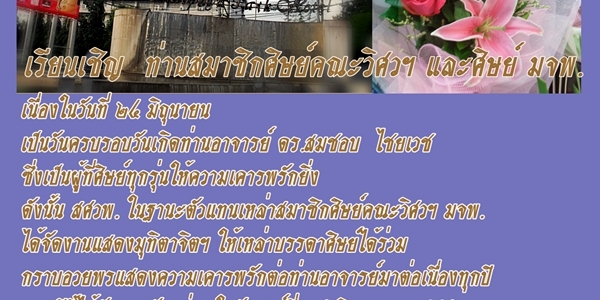 เรียนเชิญ ท่านสมาชิกศิษย์คณะวิศวฯ และศิษย์ มจพ.
เนื่องในวันที่ ๒๔ มิถุนายน
เป็นวันครบรอบวันเกิดท่านอาจารย์ ดร.สมชอบ ไชยเวช
ซึ่งเป็นผู้ที่ศิษย์ทุกรุ่นให้ความเคารพรักยิ่ง
ดังนั้น สศวพ. ในฐานะตัวแทนเหล่าสมาชิกศิษย์คณะวิศวฯ มจพ.
ได้จัดงานแสดงมุทิตาจิตฯ ให้เหล่าบรรดาศิษย์ได้ร่วม
กราบอวยพรแสดงความเคารพรักต่อท่านอาจารย์มาต่อเนื่องทุกปี